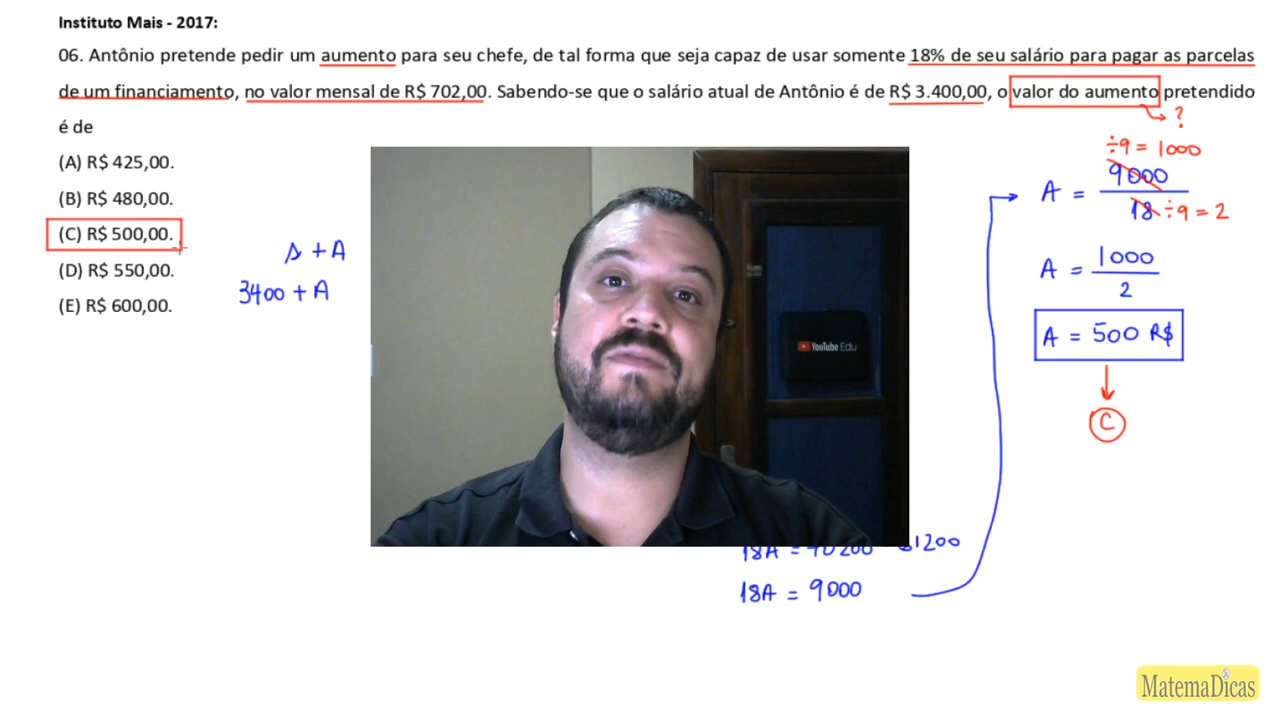 Instituto Mais - 2017:
06. Antônio pretende pedir um aumento para seu chefe, de tal forma que seja capaz de usar somente 18% de seu salário para pagar as parcelas
de um financiamento, no valor mensal de R$ 702,00. Sabendo-se que o salário atual de Antônio é de R$ 3.400,00, o valor do aumento pretendido
é de
?
(A) R$ 425,00.
(B) R$ 480,00.
(C) R$ 500,00.
(D) R$ 550,00.
(E) R$ 600,00.
s + A
3400 + A
÷9 = 1000
A = 9000
18 ÷9 = 2
A = 1000
2
A = 500 R$
C
YouTube Edu
18A = 70200 61200
18A = 9000
MatemaDicas